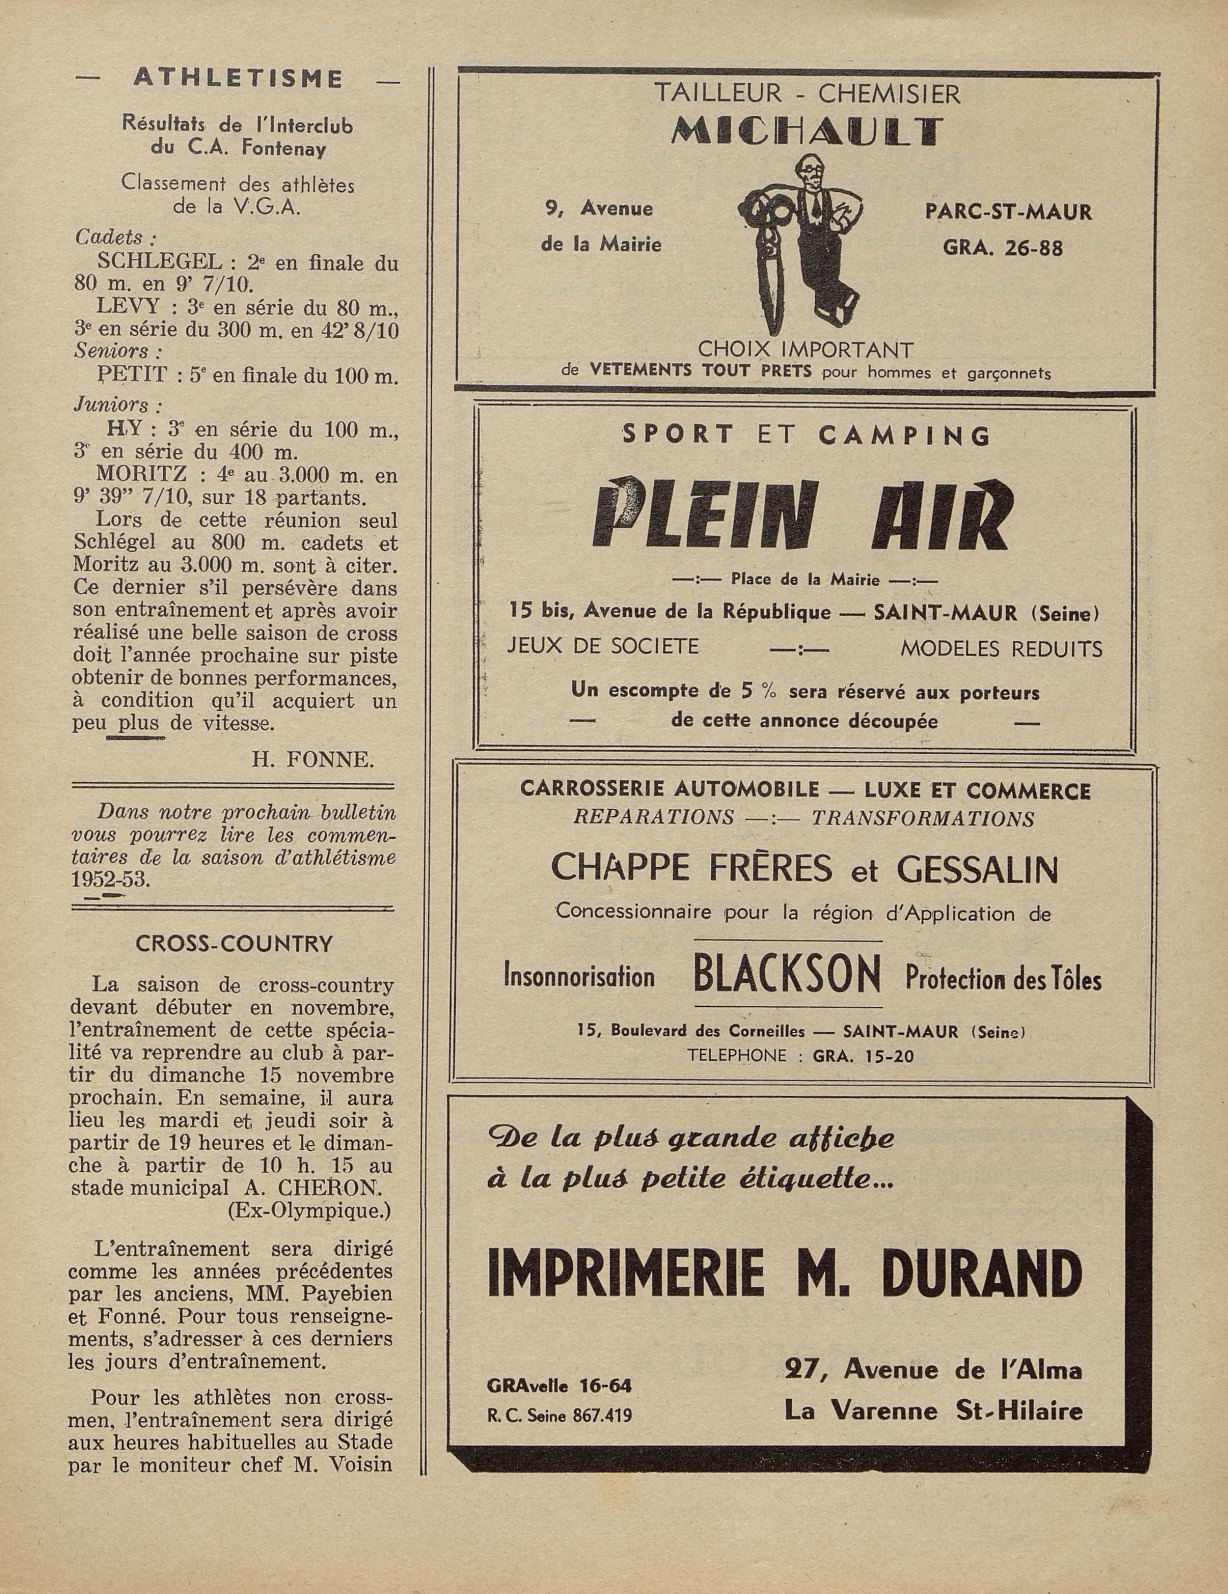 — ATHLETISME —
Résultats de l'Interclub
du C.A. Fontenay
Classement des athlètes
de la V.G.A.
Cadets :
SCHLEGEL : 2e en finale du
80 m. en 9' 7/10.
LEVY : 3e en série du 80 m.,
3e en série du 300 m. en 42' 8/10
Seniors :
PETIT : 5e en finale du 100 m.
Juniors :
HY : 3e en série du 100 m.,
3e en série du 400 m.
MORITZ : 4e au 3.000 m. en
9' 39" 7/10, sur 18 partants.
Lors de cette réunion seul
Schlégel au 800 m. cadets et
Moritz au 3.000 m. sont à citer.
Ce dernier s'il persévère dans
son entraînement et après avoir
réalisé une belle saison de cross
doit l'année prochaine sur piste
obtenir de bonnes performances,
à condition qu'il acquiert un
peu plus de vitesse.
H. FONNE.
Dans notre prochain bulletin
vous pourrez lire les commen-
taires de la saison d'athlétisme
1952-53.
CROSS-COUNTRY
La saison de cross-country
devant débuter en novembre,
l'entraînement de cette spécia-
lité va reprendre au club à par-
tir du dimanche 15 novembre
prochain. En semaine, il aura
lieu les mardi et jeudi soir à
partir de 19 heures et le diman-
che à partir de 10 h. 15 au
stade municipal A. CHERON.
(Ex-Olympique.)
L'entraînement sera dirigé
comme les années précédentes
par les anciens, MM. Payebien
et Fonné. Pour tous renseigne-
ments, s'adresser à ces derniers
les jours d'entraînement.
Pour les athlètes non cross-
men, l'entraînement sera dirigé
aux heures habituelles au Stade
par le moniteur chef M. Voisin
TAILLEUR - CHEMISIER
MICHAULT
9, Avenue
de la Mairie
PARC-ST-MAUR
GRA. 26-88
CHOIX IMPORTANT
de VETEMENTS TOUT PRETS pour hommes et garçonnets
SPORT ET CAMPING
PLEIN AIR
—:— Place de la Mairie —:—
15 bis, Avenue de la République — SAINT-MAUR (Seine)
JEUX DE SOCIETE —:— MODELES REDUITS
Un escompte de 5 % sera réservé aux porteurs
— de cette annonce découpée —
CARROSSERIE AUTOMOBILE — LUXE ET COMMERCE
REPARATIONS —:— TRANSFORMATIONS
CHAPPE FRÈRES et GESSALIN
Concessionnaire pour la région d'Application de
Insonnorisation BLACKSON Protection des Tôles
15, Boulevard des Corneilles — SAINT-MAUR (Seine)
TELEPHONE : GRA. 15-20
De la plus grande affiche
à la plus petite étiquette...
IMPRIMERIE M. DURAND
GRAvelle 16-64
R. C. Seine 867.419
27, Avenue de l'Alma
La Varenne St-Hilaire